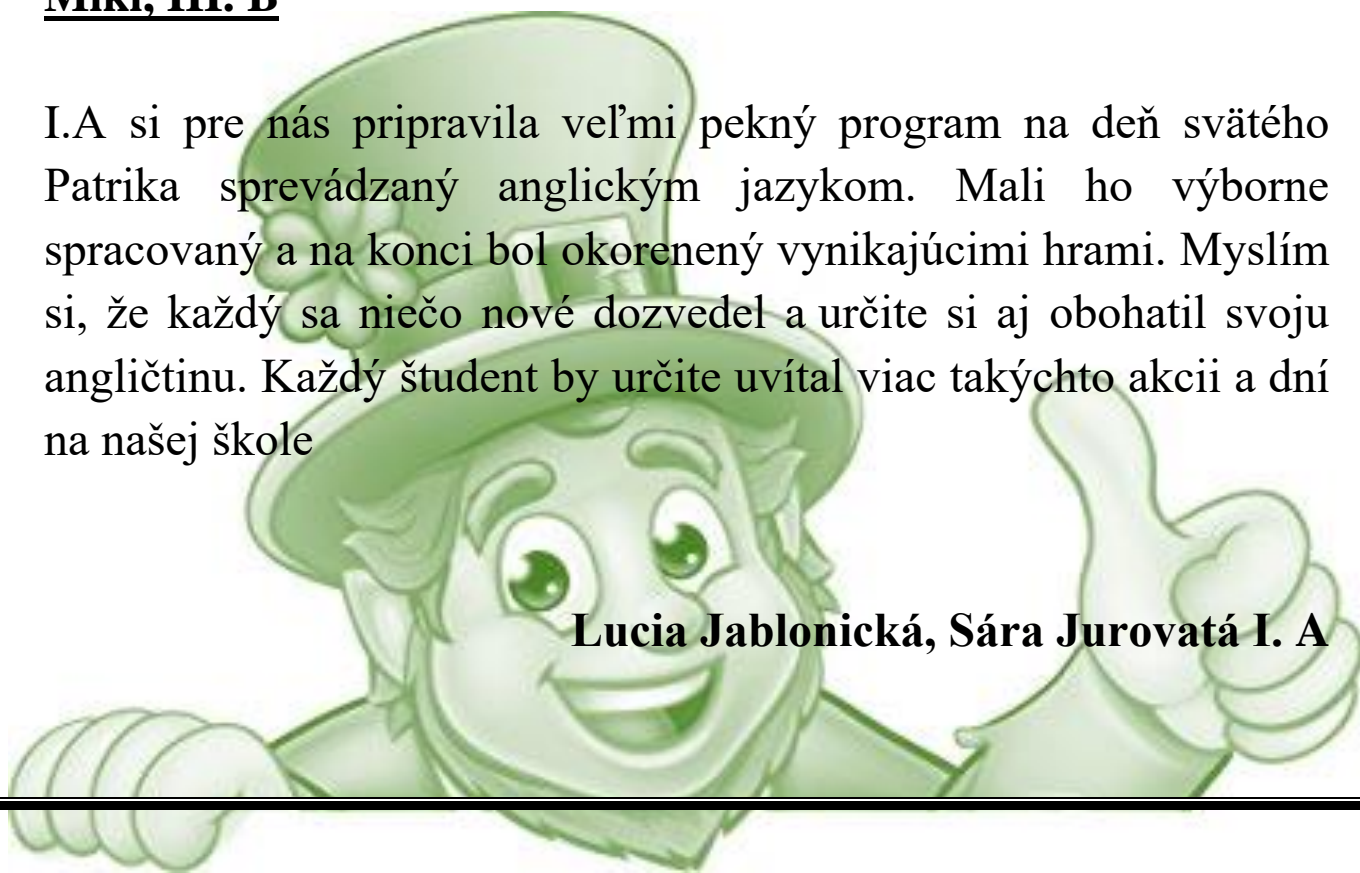 Miki, III. B
I.A si pre nás pripravila veľmi pekný program na deň svätého
Patrika sprevádzaný anglickým jazykom. Mali ho výborne
spracovaný a na konci bol okorenený vynikajúcimi hrami. Myslím
si, že každý sa niečo nové dozvedel a určite si aj obohatil svoju
angličtinu. Každý študent by určite uvítal viac takýchto akcii a dní
na našej škole
Lucia Jablonická, Sára Jurovatá I. A